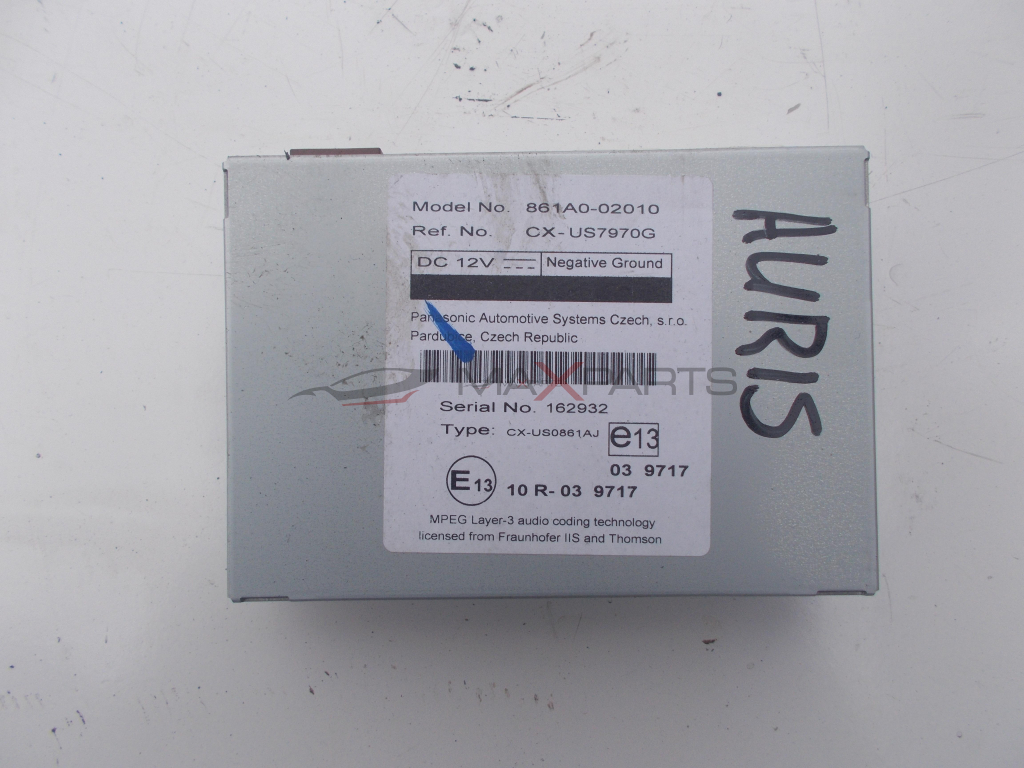 Model No. 861A0-02010
Ref. No. CX-US7970G
DC 12V Negative Ground
Panasonic Automotive Systems Czech, s.r.o.
Pardubice, Czech Republic
MAXPARTS
Serial No. 162932
Type: CX-US0861AJ e13
03 9717
E13 10 R- 03 9717
MPEG Layer-3 audio coding technology
licensed from Fraunhofer IIS and Thomson
AURIS